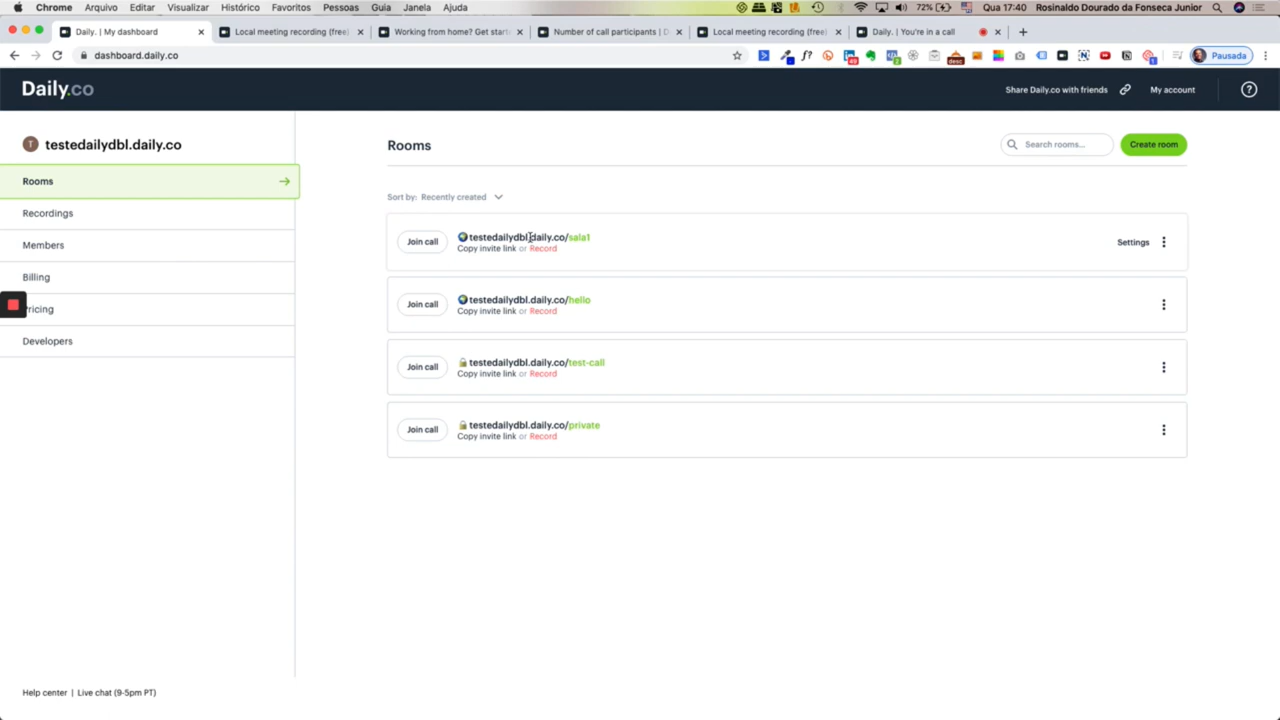 Chrome Arquivo Editar Visualizar Histórico Favoritos Pessoas Guia Janela Ajuda 72% Qua 17:40 Rosinaldo Dourado da Fonseca Junior
Daily. | My dashboard Local meeting recording (free) Working from home? Get start Number of call participants | D Local meeting recording (free) Daily. | You're in a call
dashboard.daily.co Pausada
Daily.co Share Daily.co with friends My account
T testedailydbl.daily.co
Rooms
Recordings
Members
Billing
ricing
Developers
Help center | Live chat (9-5pm PT)
Rooms Search rooms... Create room
Sort by: Recently created
Join call testedailydbl.daily.co/sala1 Settings
Copy invite link or Record
Join call testedailydbl.daily.co/hello
Copy invite link or Record
Join call testedailydbl.daily.co/test-call
Copy invite link or Record
Join call testedailydbl.daily.co/private
Copy invite link or Record